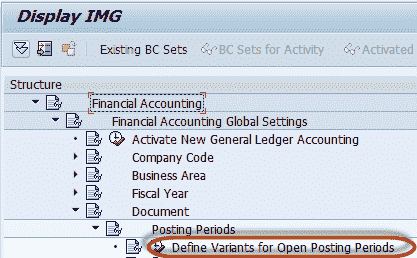 Display IMG
Existing BC Sets BC Sets for Activity Activated
Structure
Financial Accounting
Financial Accounting Global Settings
Activate New General Ledger Accounting
Company Code
Business Area
Fiscal Year
Document
Posting Periods
Define Variants for Open Posting Periods